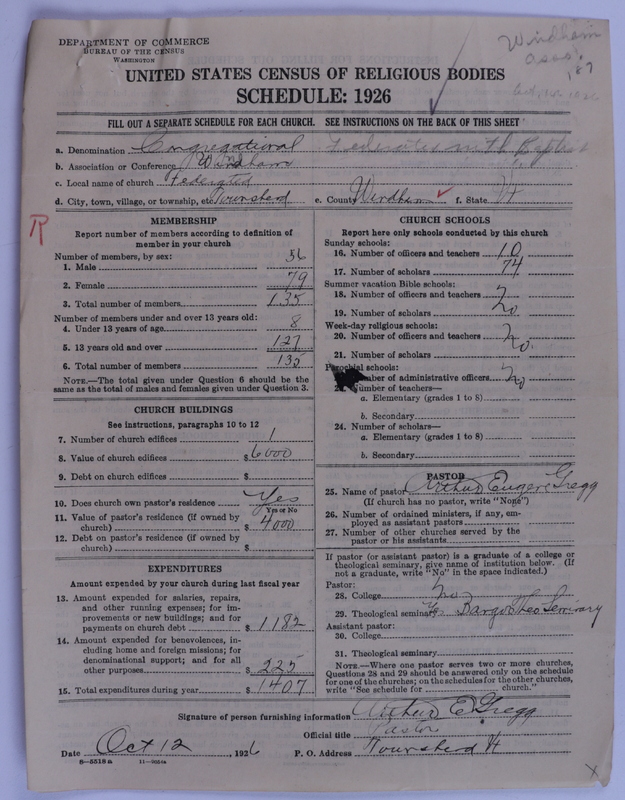 DEPARTMENT OF COMMERCE
BUREAU OF THE CENSUS
WASHINGTON
Windham
Asso.
UNITED STATES CENSUS OF RELIGIOUS BODIES
SCHEDULE: 1926
FILL OUT A SEPARATE SCHEDULE FOR EACH CHURCH. SEE INSTRUCTIONS ON THE BACK OF THIS SHEET
a. Denomination Congregational Federated with Baptist
b. Association or Conference Windham
c. Local name of church Federated
d. City, town, village, or township, etc. Townshend e. County Windham f. State Vt
R
MEMBERSHIP
Report number of members according to definition of
member in your church
Number of members, by sex:
1. Male 56
2. Female 79
3. Total number of members 135
Number of members under and over 13 years old:
4. Under 13 years of age 8
5. 13 years old and over 127
6. Total number of members 135
NOTE.—The total given under Question 6 should be
the same as the total of males and females given under Question 3.
CHURCH BUILDINGS
See instructions, paragraphs 10 to 12
7. Number of church edifices 1
8. Value of church edifices $ 6000
9. Debt on church edifices $
10. Does church own pastor's residence Yes
Yes or No
11. Value of pastor's residence (if owned by
church) $ 4000
12. Debt on pastor's residence (if owned by
church) $
EXPENDITURES
Amount expended by your church during last fiscal year
13. Amount expended for salaries, repairs,
and other running expenses; for im-
provements or new buildings; and for
payments on church debt $ 1182
14. Amount expended for benevolences, in-
cluding home and foreign missions; for
denominational support; and for all
other purposes $ 225
15. Total expenditures during year $ 1407
CHURCH SCHOOLS
Report here only schools conducted by this church
Sunday schools:
16. Number of officers and teachers 10
17. Number of scholars 74
Summer vacation Bible schools:
18. Number of officers and teachers
19. Number of scholars no
Week-day religious schools:
20. Number of officers and teachers no
21. Number of scholars
Parochial schools:
Number of administrative officers no
Number of teachers—
a. Elementary (grades 1 to 8)
b. Secondary
24. Number of scholars—
a. Elementary (grades 1 to 8)
b. Secondary
PASTOR
25. Name of pastor Arthur Eugene Gregg
(If church has no pastor, write "None")
26. Number of ordained ministers, if any, em-
ployed as assistant pastors
27. Number of other churches served by the
pastor or his assistants
If pastor (or assistant pastor) is a graduate of a college or
theological seminary, give name of institution below. (If
not a graduate, write "No" in the space indicated.)
Pastor:
28. College No
29. Theological seminary Bangor Theo Seminary
Assistant pastor:
30. College
31. Theological seminary
NOTE.—Where one pastor serves two or more churches,
Questions 28 and 29 should be answered only on the schedule
for one of the churches; on the schedules for the other churches,
write "See schedule for church."
Signature of person furnishing information Arthur E Gregg
Official title Pastor
Date Oct 12, 1926 P. O. Address Townshend Vt
8—5518a 11—9054a
X